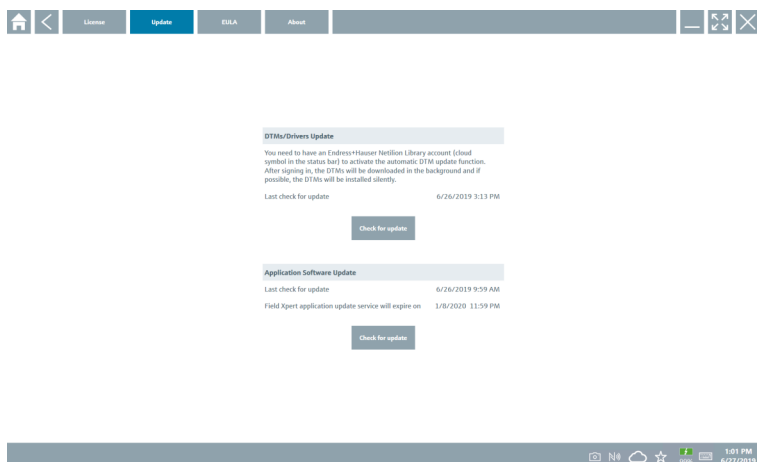 License Update EULA About
DTMs/Drivers Update
You need to have an Endress+Hauser Netilion Library account (cloud
symbol in the status bar) to activate the automatic DTM update function.
After signing in, the DTMs will be downloaded in the background and if
possible, the DTMs will be installed silently.
Last check for update 6/26/2019 3:13 PM
Check for update
Application Software Update
Last check for update 6/26/2019 9:59 AM
Field Xpert application update service will expire on 1/8/2020 11:59 PM
Check for update
1:01 PM
6/27/2019